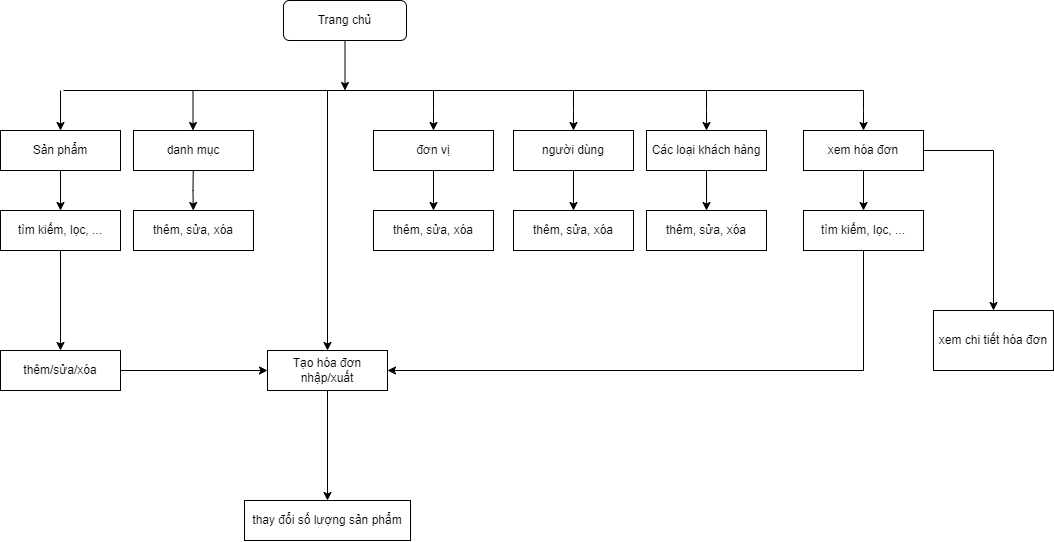 Trang chủ
Sản phẩm
danh mục
đơn vị
người dùng
Các loại khách hàng
xem hóa đơn
tìm kiếm, lọc, ...
thêm, sửa, xóa
thêm, sửa, xóa
thêm, sửa, xóa
thêm, sửa, xóa
tìm kiếm, lọc, ...
xem chi tiết hóa đơn
thêm/sửa/xóa
Tạo hóa đơn
nhập/xuất
thay đổi số lượng sản phẩm